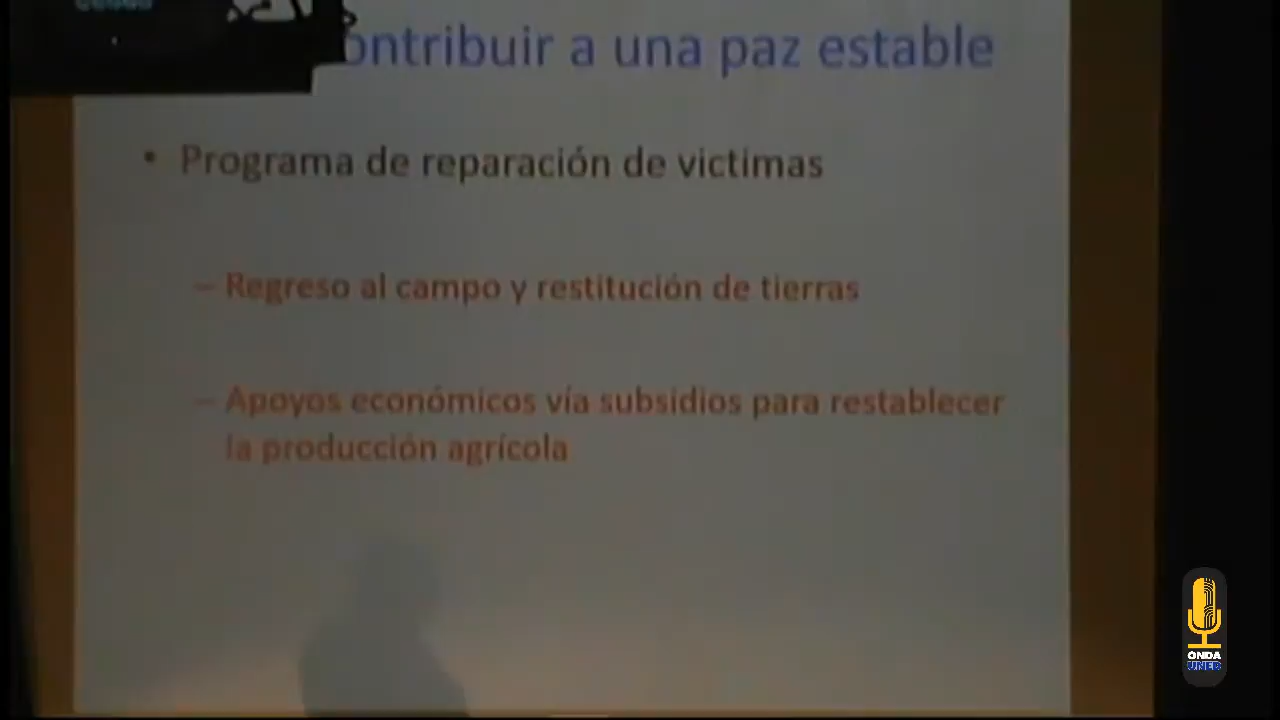 ontribuir a una paz estable
• Programa de reparación de victimas
– Regreso al campo y restitución de tierras
– Apoyos económicos vía subsidios para restablecer
la producción agrícola
ONDA
UNEB